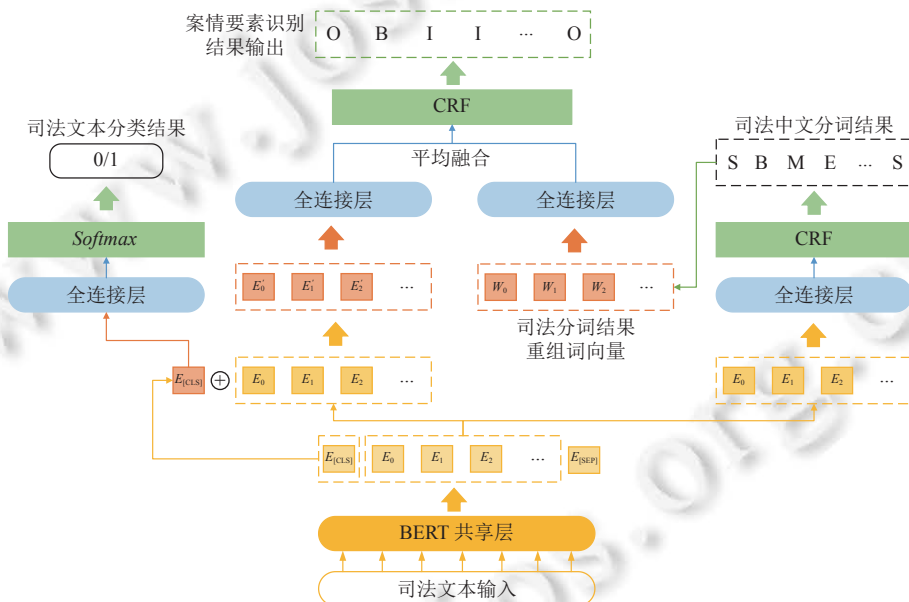 案情要素识别
结果输出
O B I I ... O
CRF
司法文本分类结果
0/1
平均融合
司法中文分词结果
S B M E ... S
全连接层
全连接层
Softmax
CRF
全连接层
E'0 E'1 E'2 ...
W0 W1 W2 ...
全连接层
司法分词结果
重组词向量
E[CLS] ⊕ E0 E1 E2 ...
E0 E1 E2 ...
E[CLS] E0 E1 E2 ... E[SEP]
BERT 共享层
司法文本输入
www.jos.org.cn